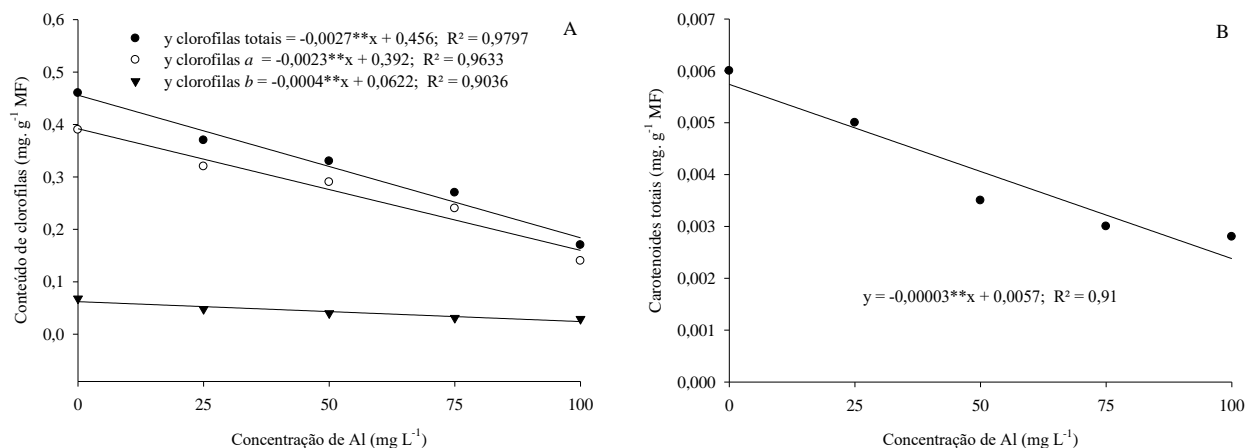 A
y clorofilas totais = -0,0027**x + 0,456; R² = 0,9797
y clorofilas a = -0,0023**x + 0,392; R² = 0,9633
y clorofilas b = -0,0004**x + 0,0622; R² = 0,9036
Conteúdo de clorofilas (mg. g⁻¹ MF)
0,6
0,5
0,4
0,3
0,2
0,1
0,0
0
25
50
75
100
Concentração de Al (mg L⁻¹)
B
Carotenoides totais (mg. g⁻¹ MF)
0,007
0,006
0,005
0,004
0,003
0,002
0,001
0,000
y = -0,00003**x + 0,0057; R² = 0,91
0
25
50
75
100
Concentração de Al (mg L⁻¹)